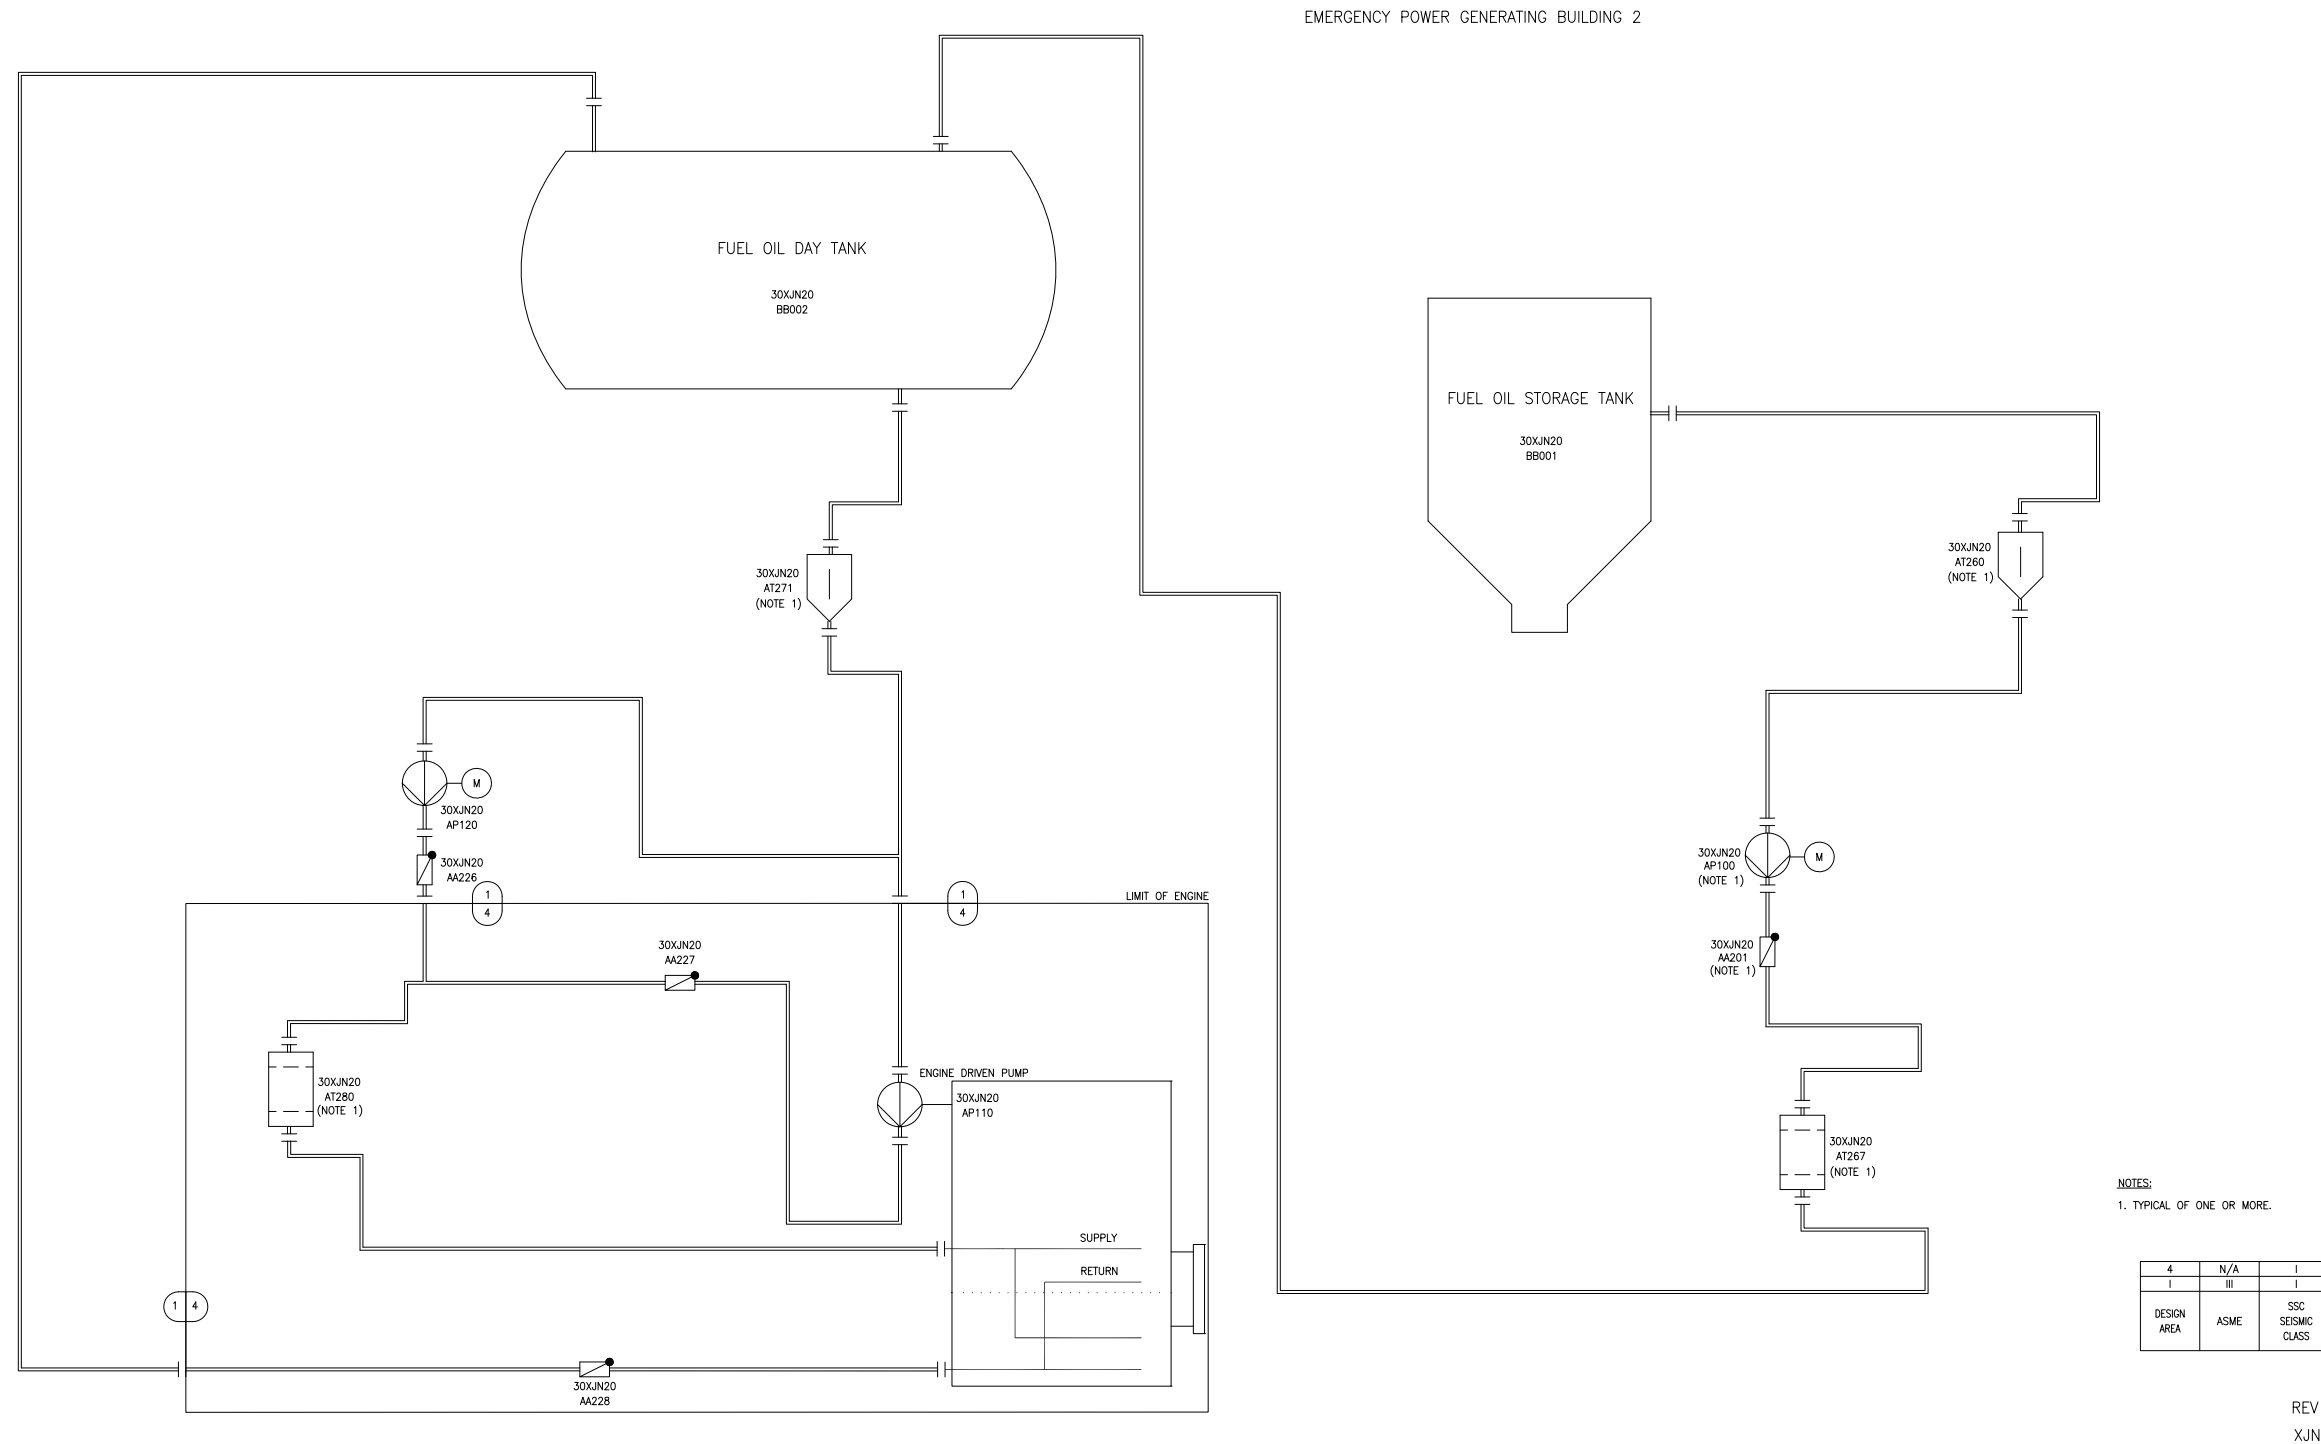 EMERGENCY POWER GENERATING BUILDING 2
FUEL OIL DAY TANK
30XJN20
BB002
FUEL OIL STORAGE TANK
30XJN20
BB001
30XJN20
AT271
(NOTE 1)
30XJN20
AT260
(NOTE 1)
M
30XJN20
AP120
30XJN20
AA226
1
4
1
4
LIMIT OF ENGINE
30XJN20
AP100
(NOTE 1)
M
30XJN20
AA227
30XJN20
AA201
(NOTE 1)
30XJN20
AT280
(NOTE 1)
ENGINE DRIVEN PUMP
30XJN20
AP110
30XJN20
AT267
(NOTE 1)
SUPPLY
RETURN
1 4
30XJN20
AA228
NOTES:
1. TYPICAL OF ONE OR MORE.
4 N/A I
I III I
DESIGN
AREA
ASME
SSC
SEISMIC
CLASS
REV
XJN